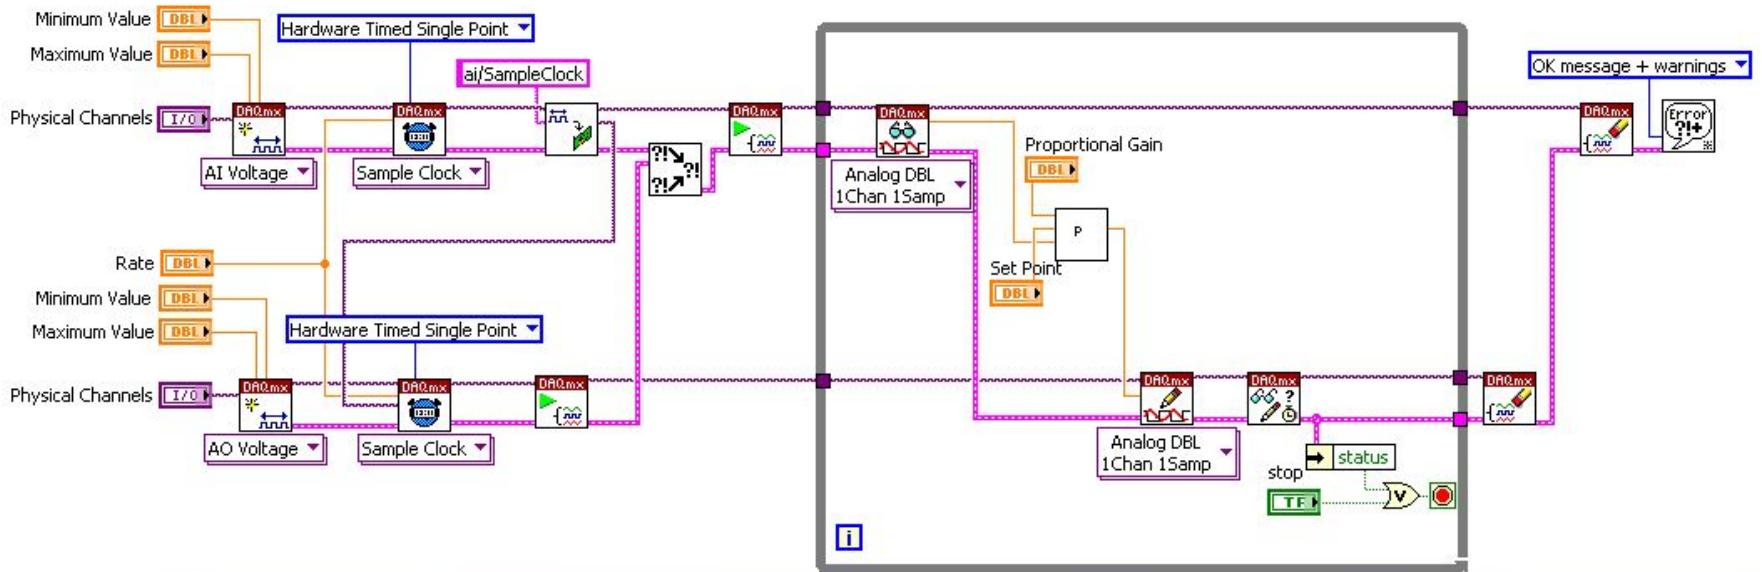 Minimum Value
DBL
Hardware Timed Single Point
Maximum Value
DBL
ai/SampleClock
OK message + warnings
Physical Channels
I/O
DAQmx
DAQmx
DAQmx
DAQmx
DAQmx
Error
?!+
AI Voltage
Sample Clock
?!
?!
?!
Analog DBL
1Chan 1Samp
Proportional Gain
DBL
P
Rate
DBL
Set Point
DBL
Minimum Value
DBL
Maximum Value
DBL
Hardware Timed Single Point
Physical Channels
I/O
DAQmx
DAQmx
DAQmx
DAQmx
DAQmx
DAQmx
?
AO Voltage
Sample Clock
Analog DBL
1Chan 1Samp
status
stop
TF
V
i